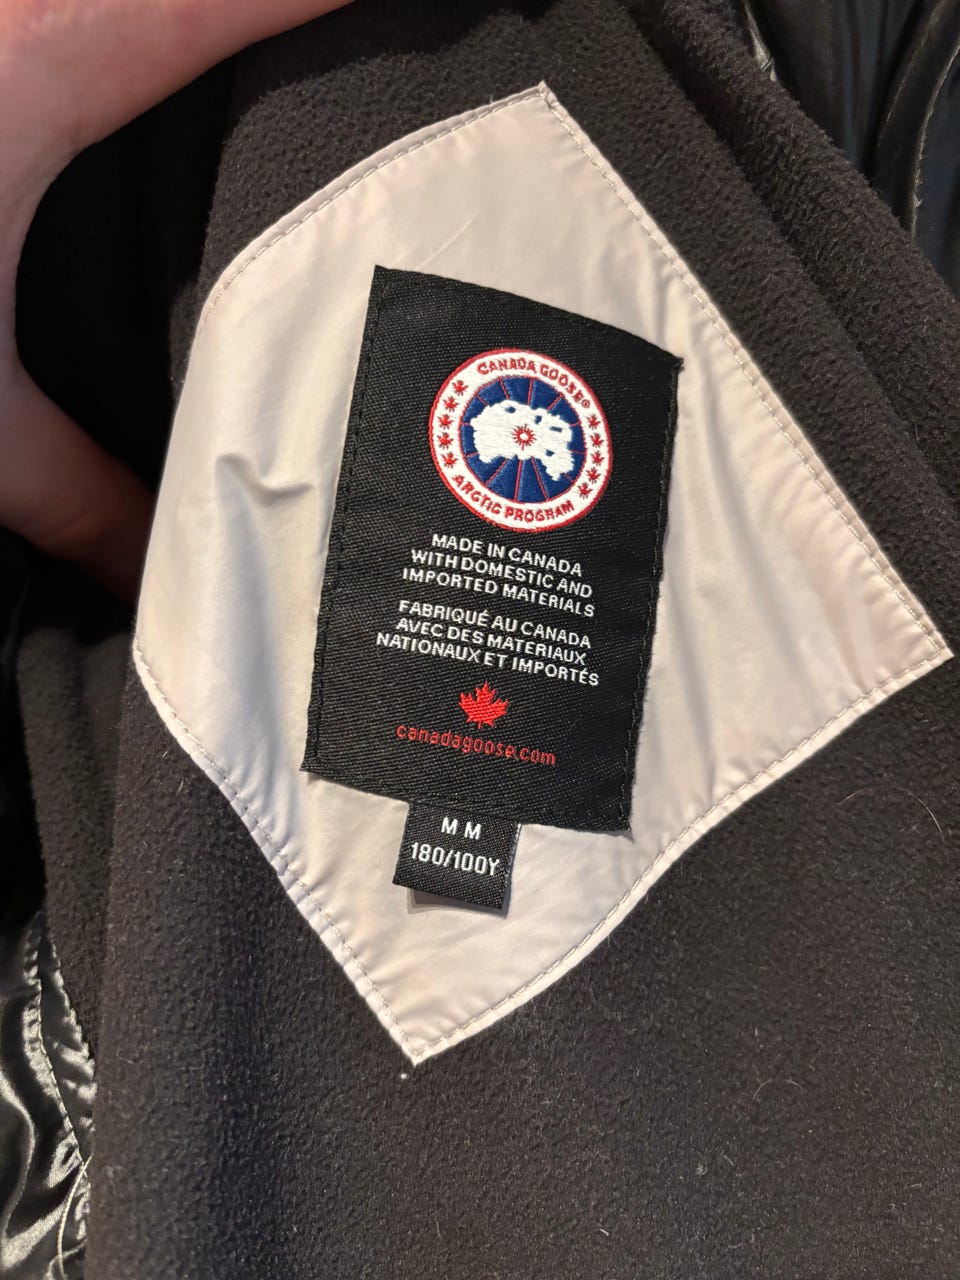 CANADA GOOSE®
ARCTIC PROGRAM
MADE IN CANADA
WITH DOMESTIC AND
IMPORTED MATERIALS
FABRIQUÉ AU CANADA
AVEC DES MATERIAUX
NATIONAUX ET IMPORTÉS
canadagoose.com
M M
180/100Y